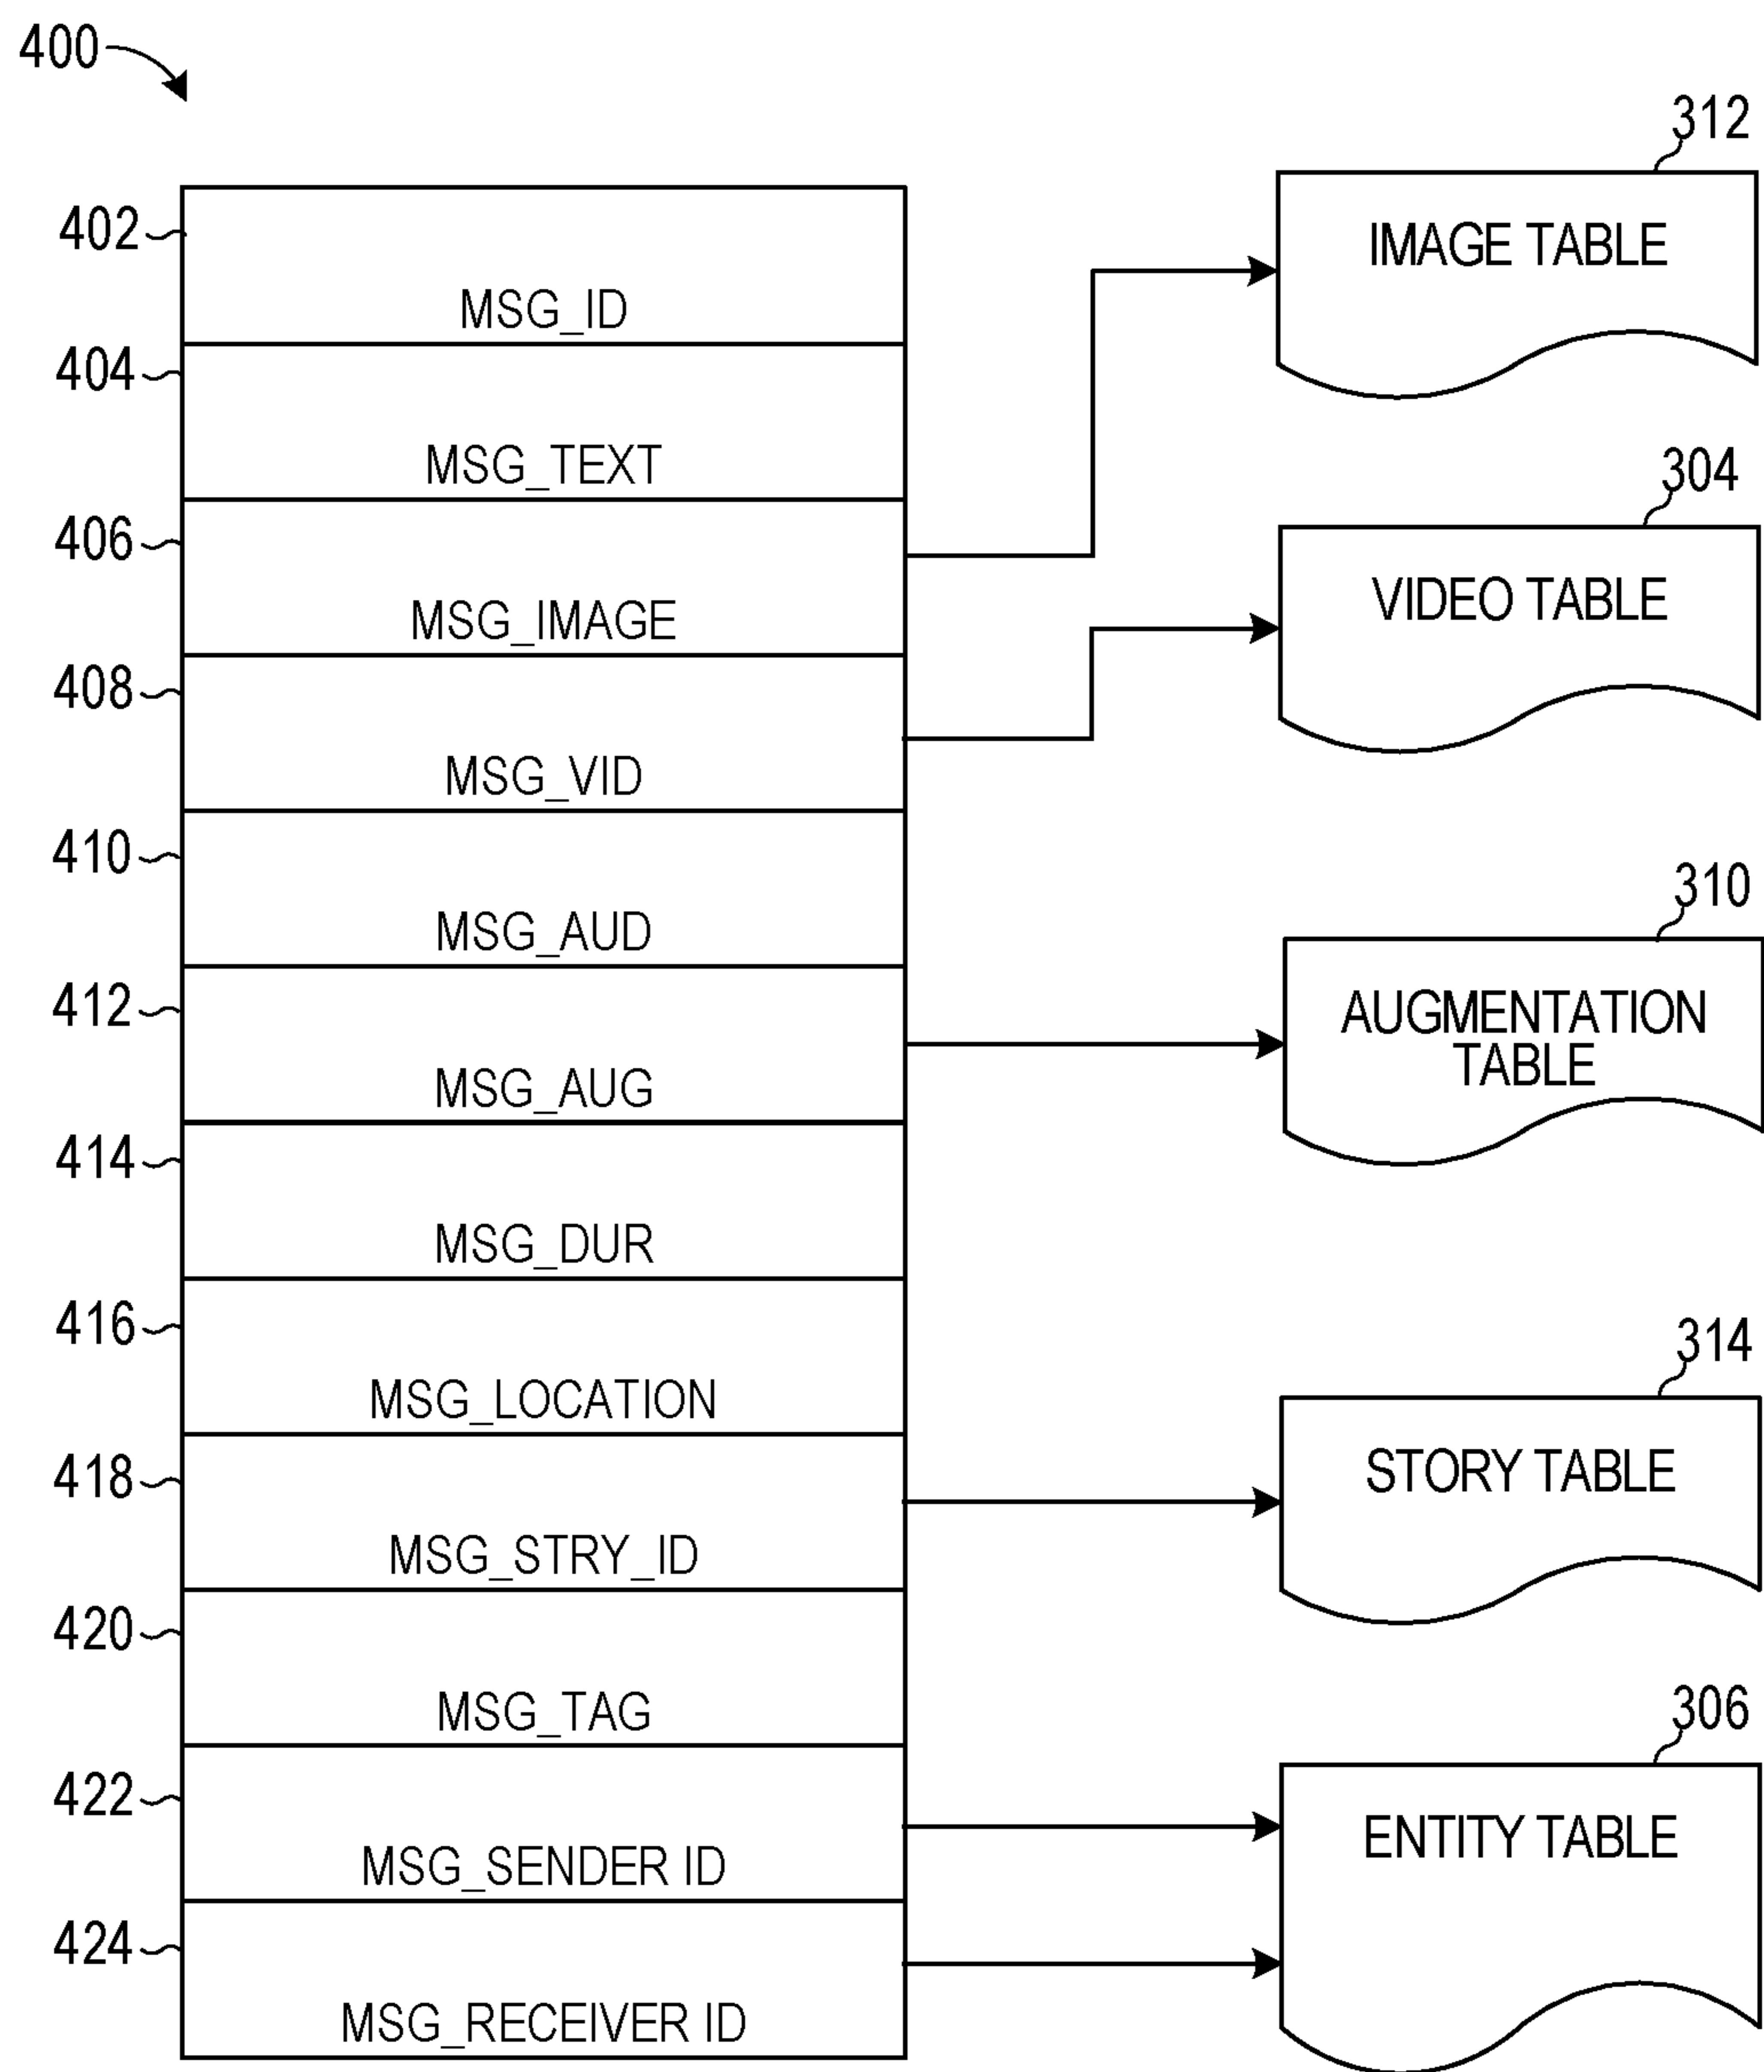 400
312
IMAGE TABLE
402
MSG_ID
404
MSG_TEXT
304
VIDEO TABLE
406
MSG_IMAGE
408
MSG_VID
410
MSG_AUD
310
AUGMENTATION
TABLE
412
MSG_AUG
414
MSG_DUR
416
MSG_LOCATION
314
STORY TABLE
418
MSG_STRY_ID
420
MSG_TAG
306
ENTITY TABLE
422
MSG_SENDER ID
424
MSG_RECEIVER ID